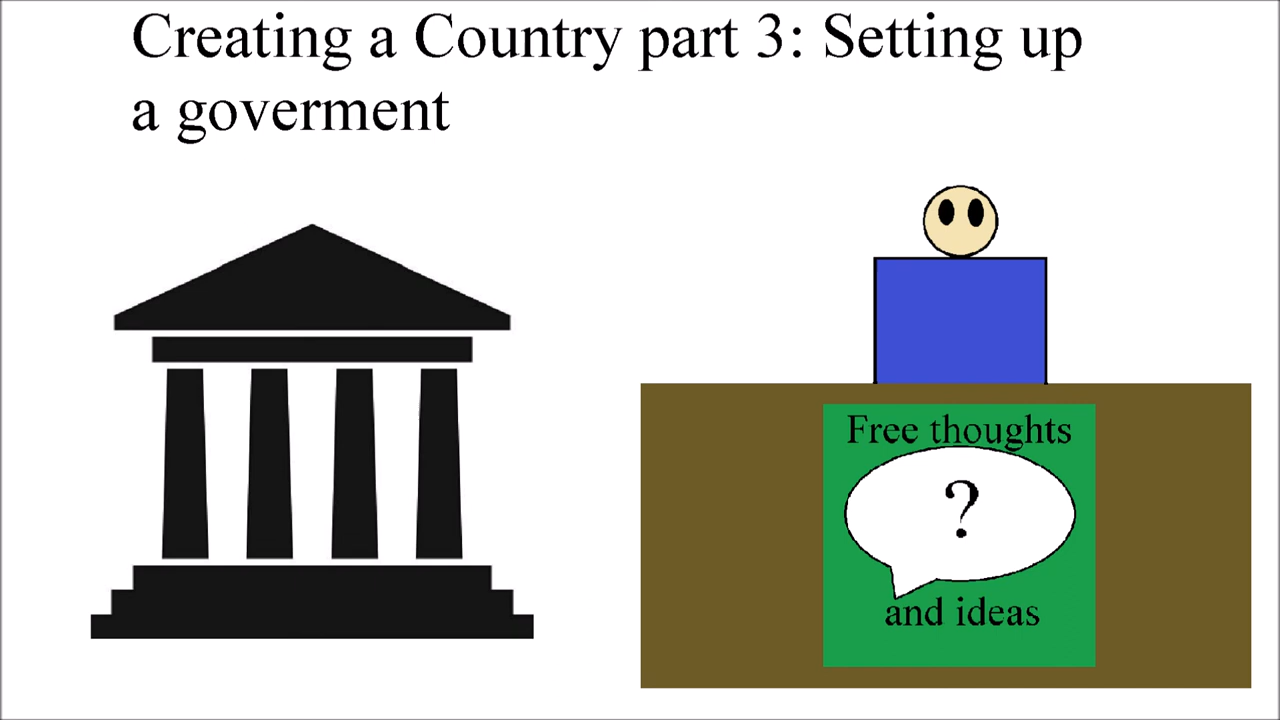 Creating a Country part 3: Setting up
a goverment
Free thoughts
?
and ideas